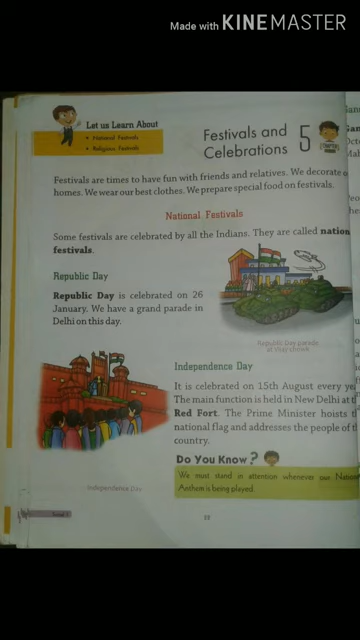 Made with KINEMASTER
Let us Learn About
• National Festivals
• Religious Festivals
Festivals and
Celebrations
5
Festivals are times to have fun with friends and relatives. We decorate o
homes. We wear our best clothes. We prepare special food on festivals.
National Festivals
Some festivals are celebrated by all the Indians. They are called nation
festivals.
Republic Day
Republic Day is celebrated on 26
January. We have a grand parade in
Delhi on this day.
Republic Day parade
at Vijay Chowk
Independence Day
It is celebrated on 15th August every ye
The main function is held in New Delhi at t
Red Fort. The Prime Minister hoists t
national flag and addresses the people of t
country.
Independence Day
Do You Know?
We must stand in attention whenever our Nation
Anthem is being played.